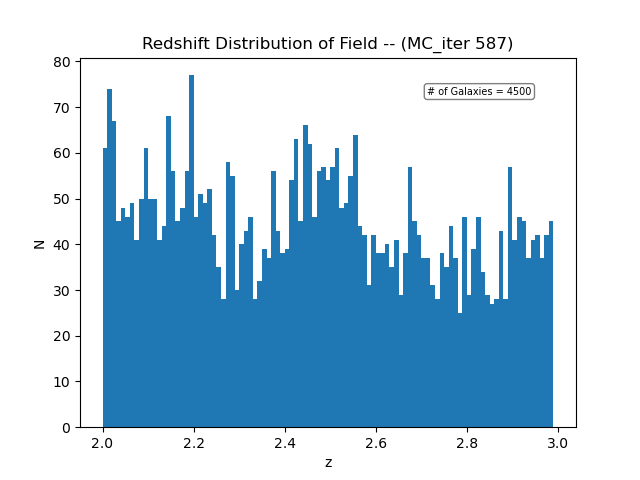 Redshift Distribution of Field -- (MC_iter 587)
# of Galaxies = 4500
80
70
60
50
40
30
20
10
0
N
2.0 2.2 2.4 2.6 2.8 3.0
z